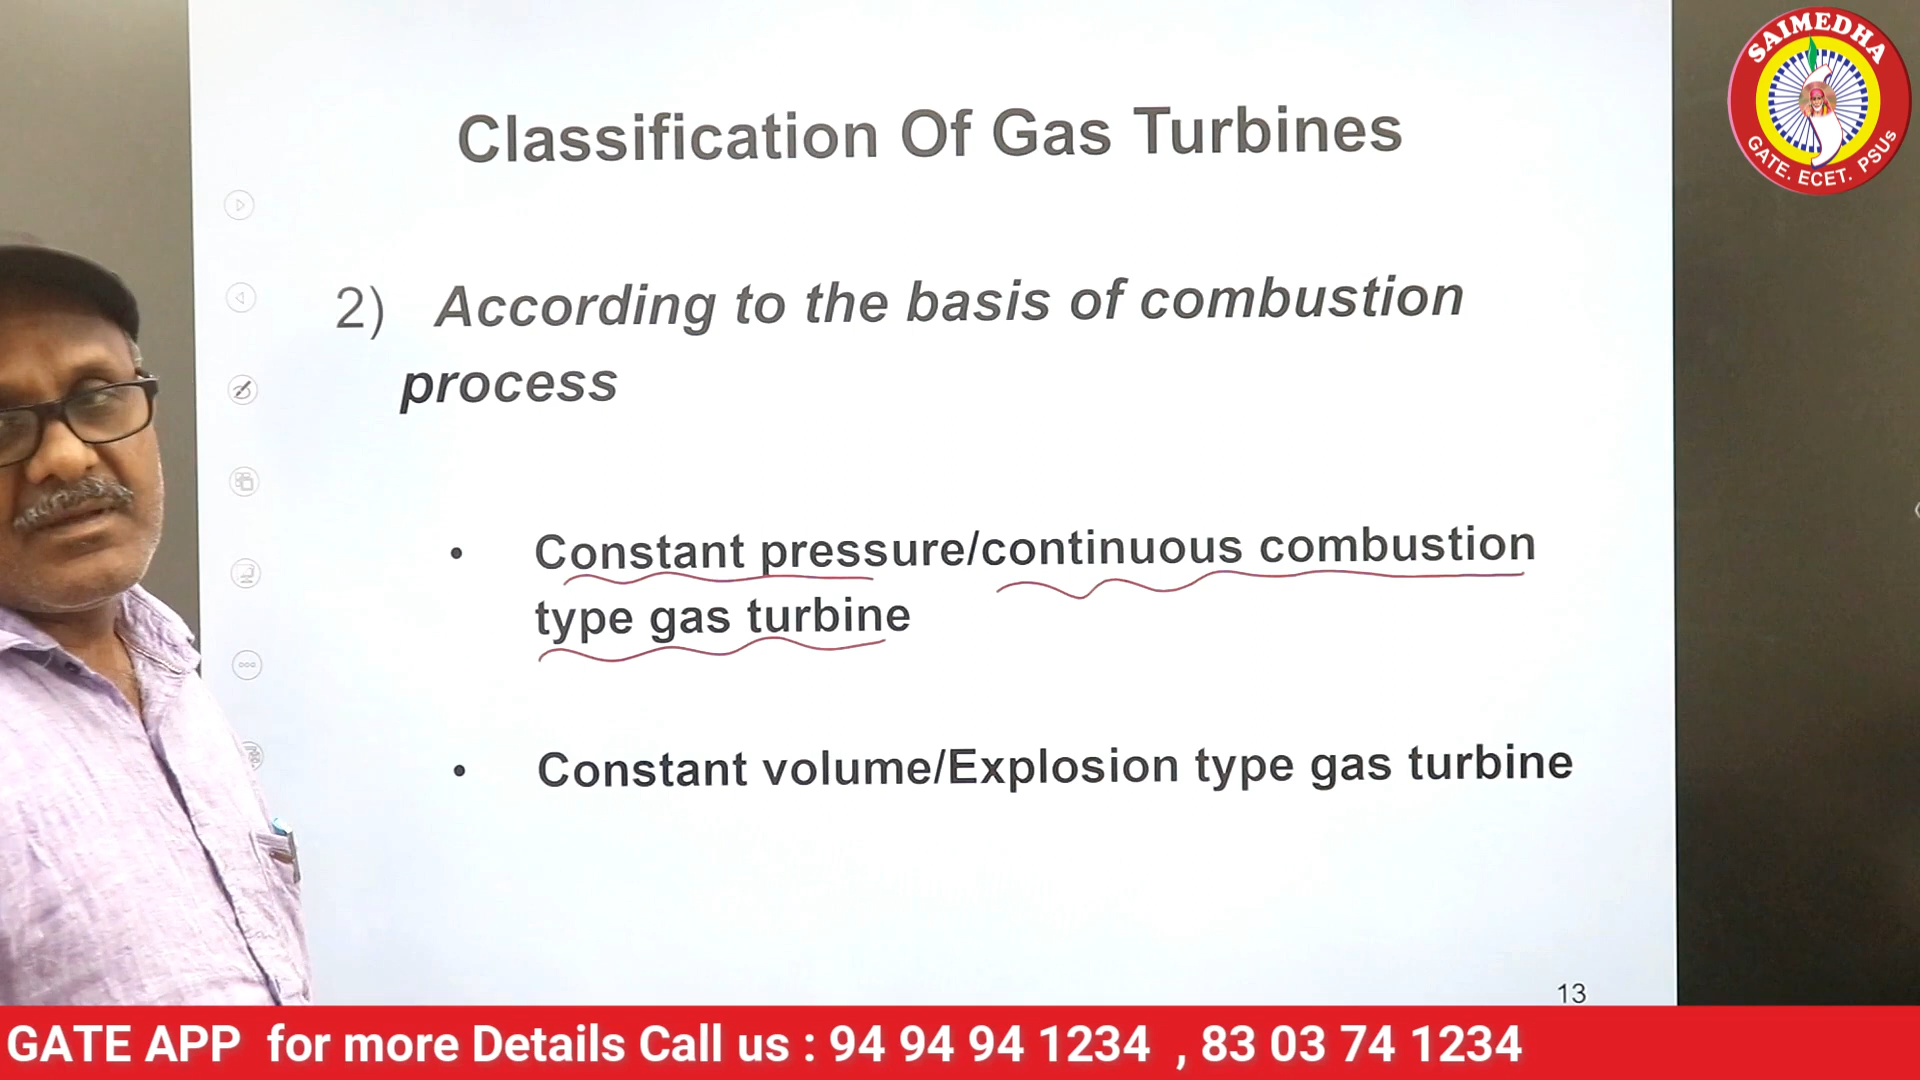 SAIMEDHA
GATE. ECET. PSUs
Classification Of Gas Turbines
2) According to the basis of combustion
process
• Constant pressure/continuous combustion
type gas turbine
• Constant volume/Explosion type gas turbine
13
GATE APP for more Details Call us : 94 94 94 1234 , 83 03 74 1234